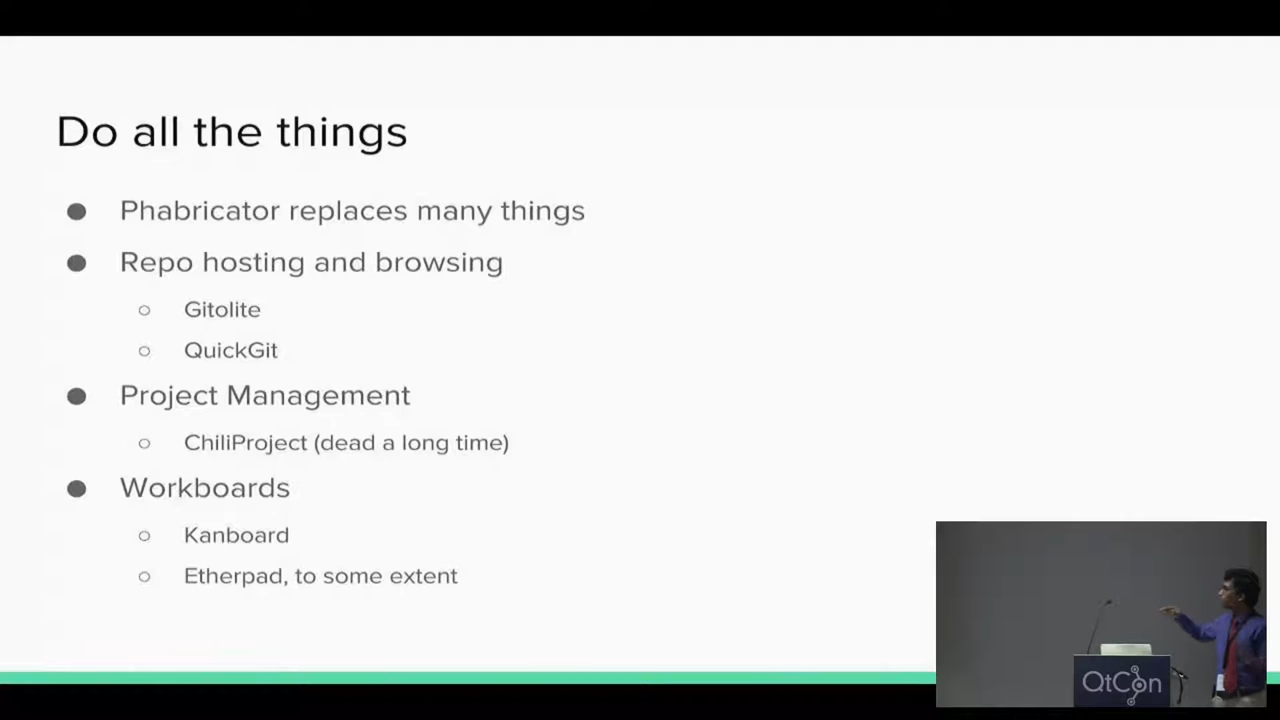 Do all the things
Phabricator replaces many things
Repo hosting and browsing
Gitolite
QuickGit
Project Management
ChiliProject (dead a long time)
Workboards
Kanboard
Etherpad, to some extent
QtCon